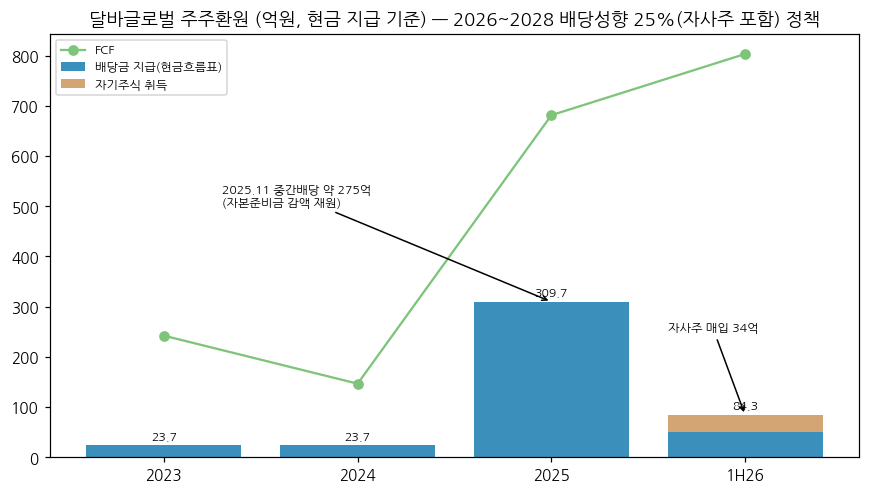 달바글로벌 주주환원 (억원, 현금 지급 기준) — 2026~2028 배당성향 25%(자사주 포함) 정책
FCF
배당금 지급(현금흐름표)
자기주식 취득
800
700
600
500
400
300
200
100
0
2025.11 중간배당 약 275억
(자본준비금 감액 재원)
309.7
자사주 매입 34억
84.3
23.7
23.7
2023
2024
2025
1H26